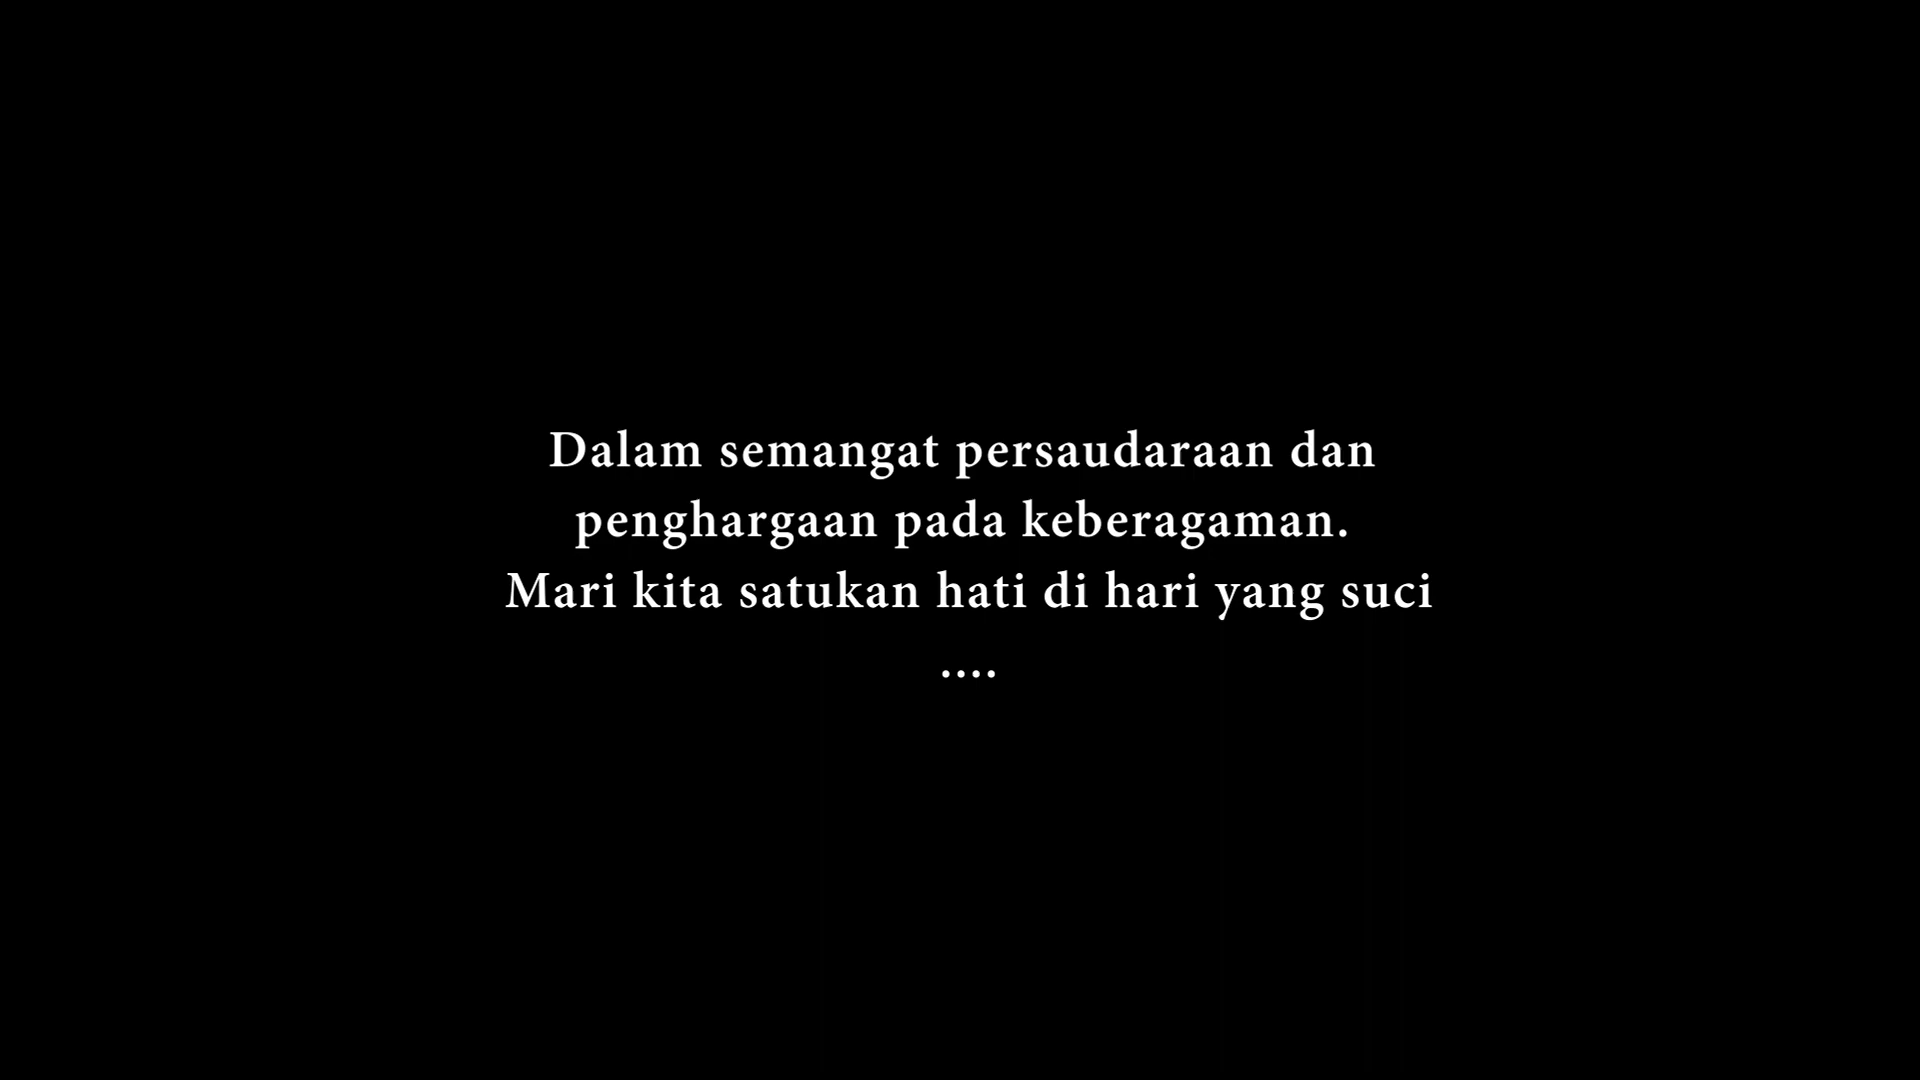 Dalam semangat persaudaraan dan
penghargaan pada keberagaman.
Mari kita satukan hati di hari yang suci
....